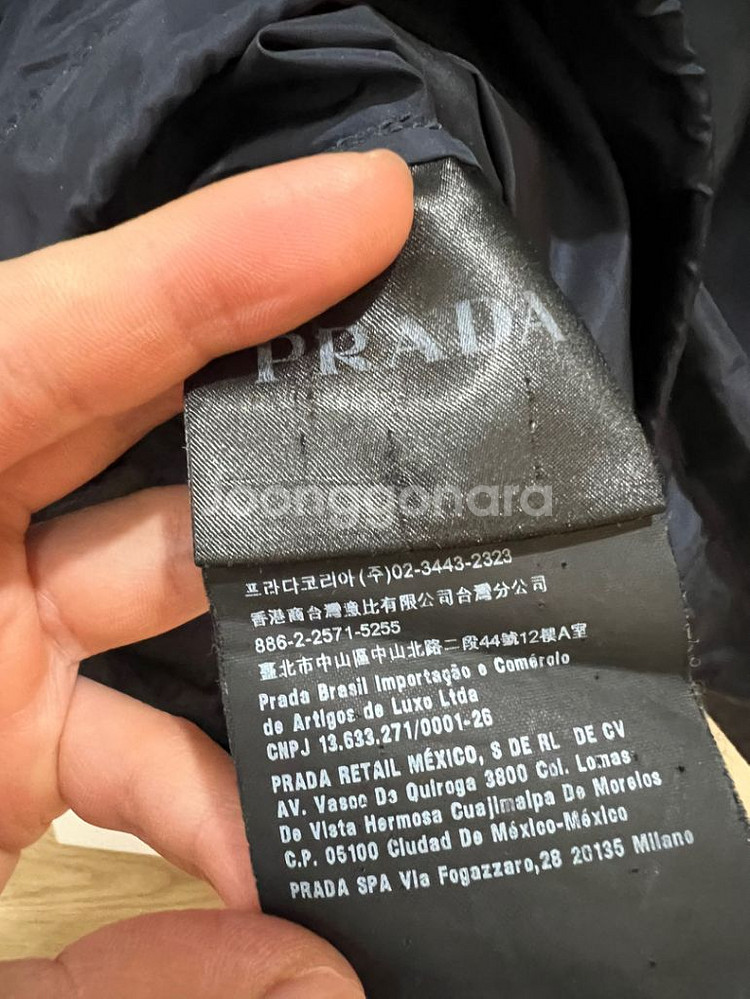 PRADA
joonggonara
프라다코리아(주)02-3443-2323
香港商台灣意比有限公司台灣分公司
886-2-2571-5255
臺北市中山區中山北路二段44號12樓A室
Prada Brasil Importação e Comércio
de Artigos de Luxo Ltda
CNPJ 13.633.271/0001-26
PRADA RETAIL MÉXICO, S DE RL DE CV
AV. Vasco De Quiroga 3800 Col. Lomas
De Vista Hermosa Cuajimalpa De Morelos
C.P. 05100 Ciudad De México-México
PRADA SPA Via Fogazzaro,28 20135 Milano